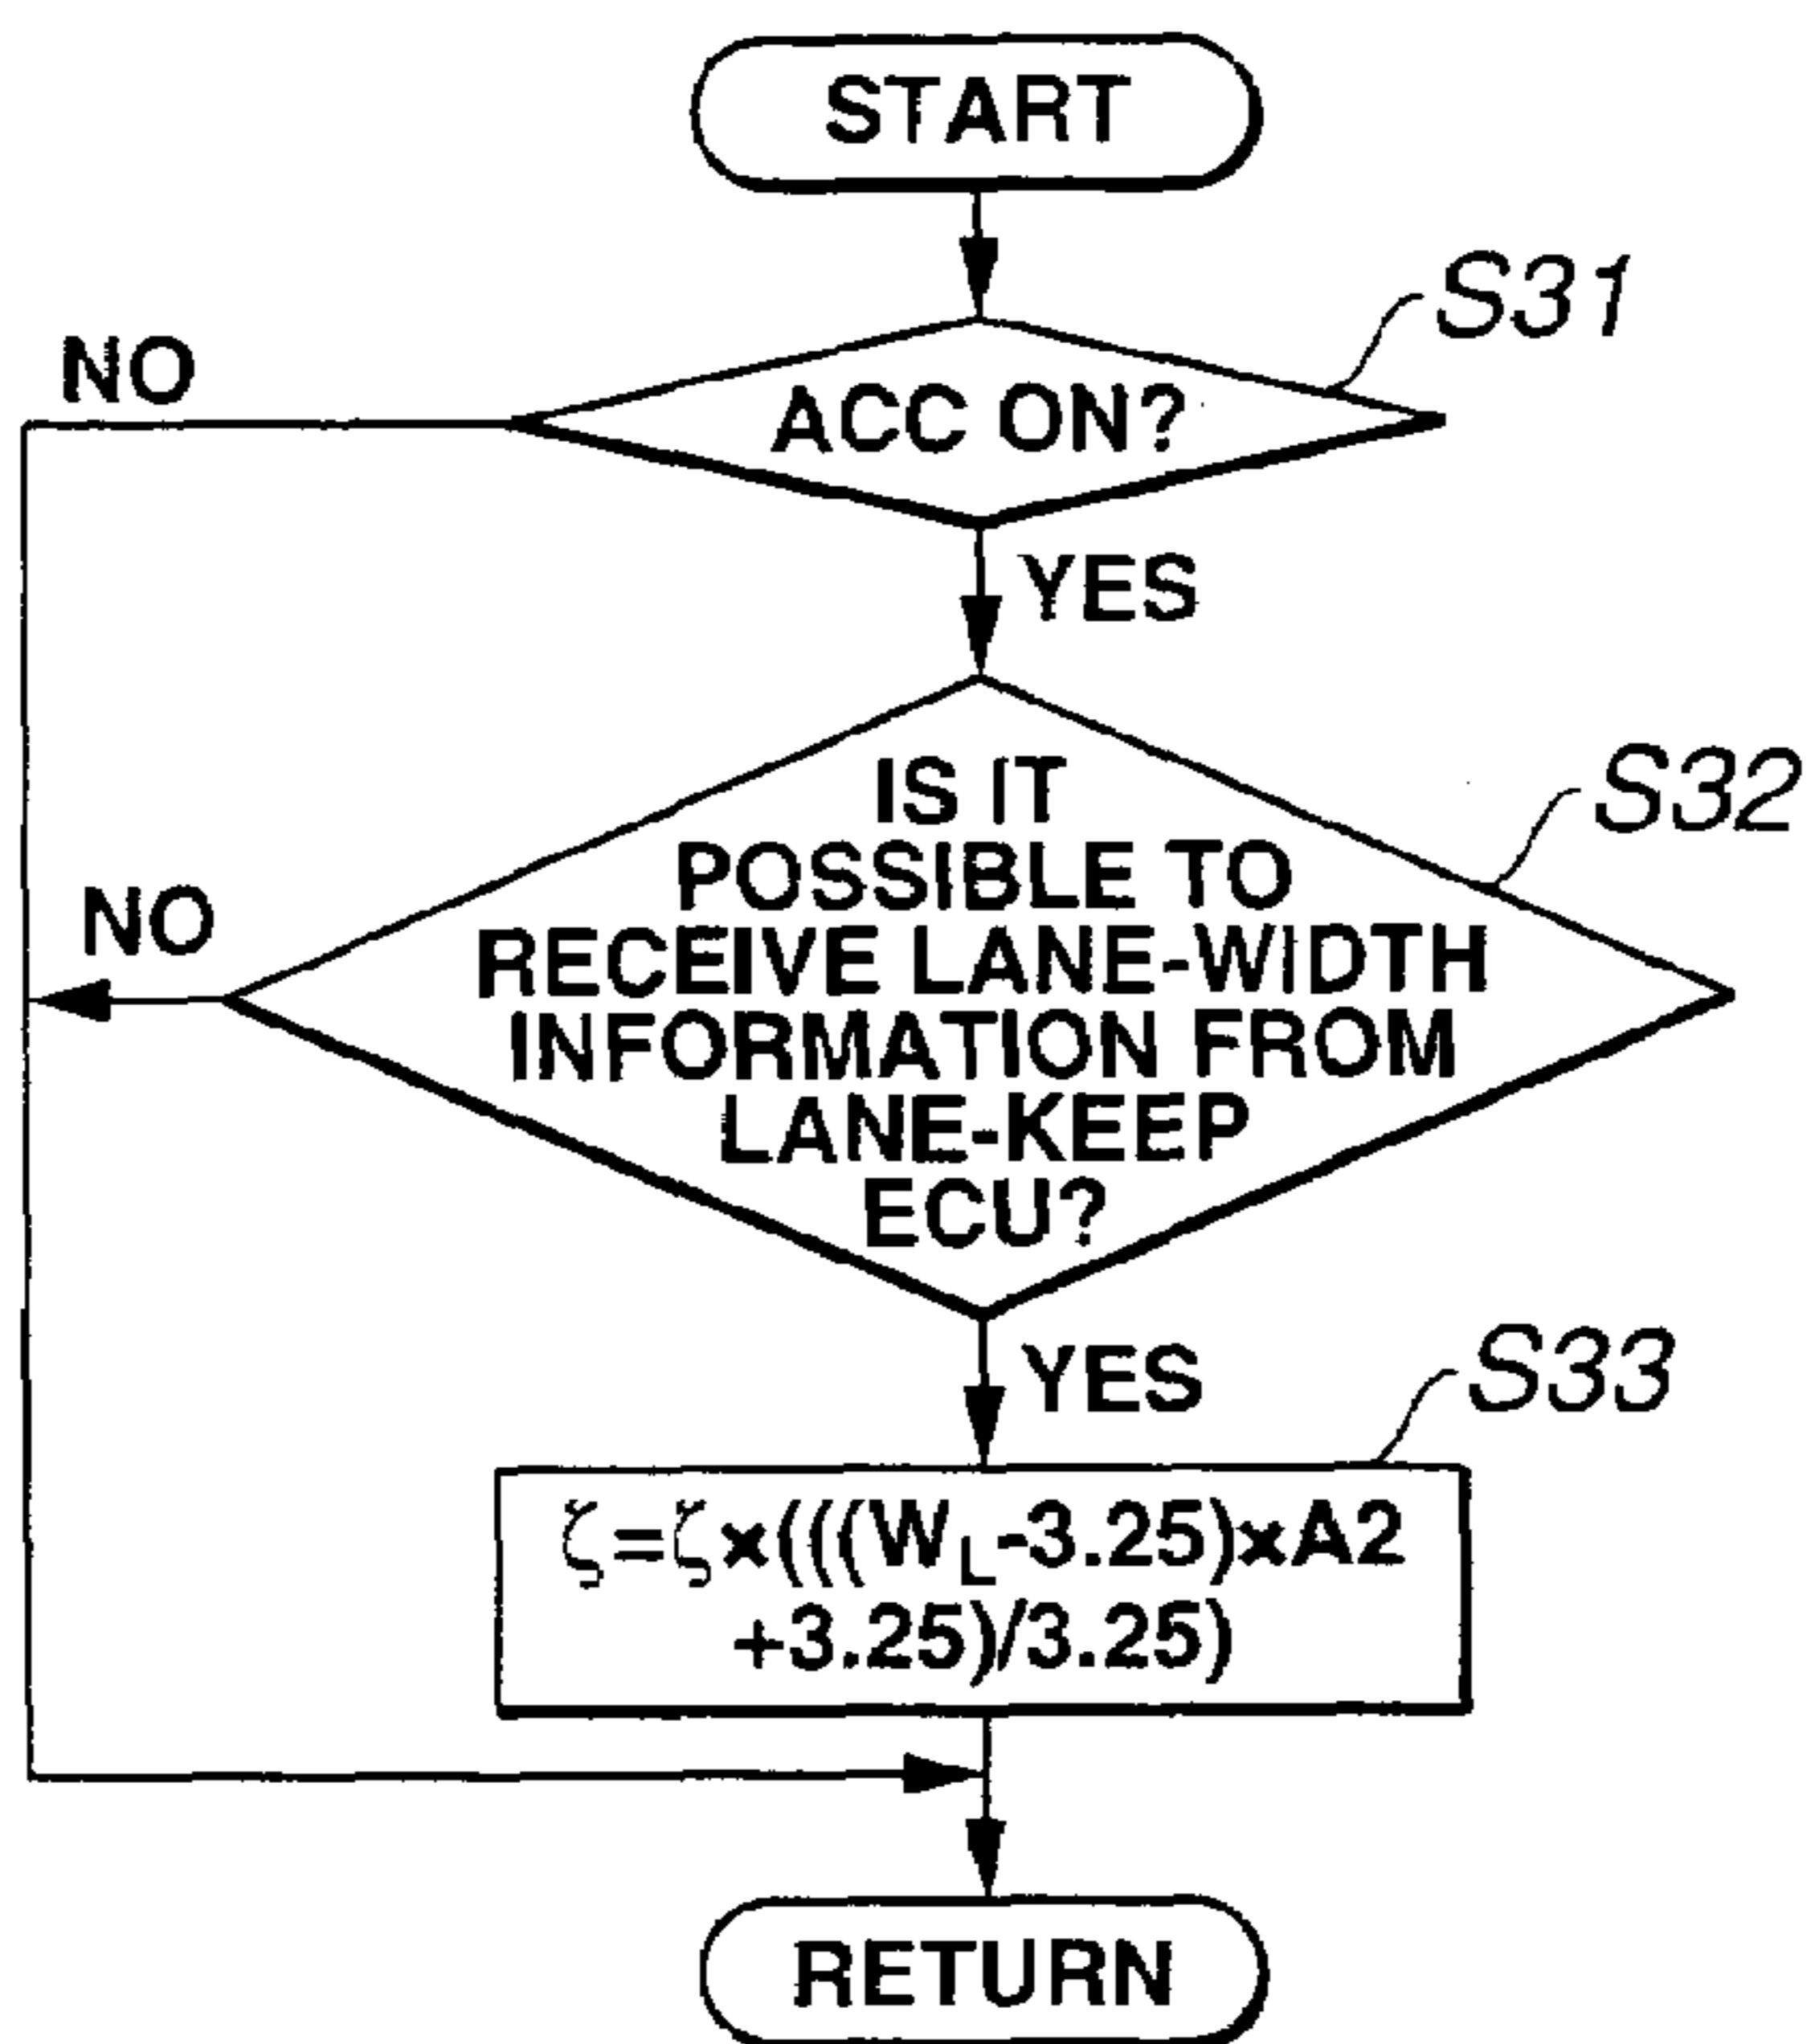 START
S31
NO
ACC ON?
YES
S32
IS IT
POSSIBLE TO
NO
RECEIVE LANE-WIDTH
INFORMATION FROM
LANE-KEEP
ECU?
YES
S33
ζ=ζ×(((W_L-3.25)×A2
+3.25)/3.25)
RETURN